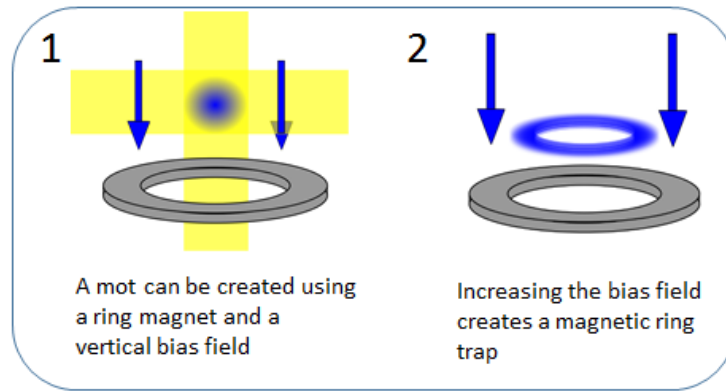 1
A mot can be created using
a ring magnet and a
vertical bias field
2
Increasing the bias field
creates a magnetic ring
trap